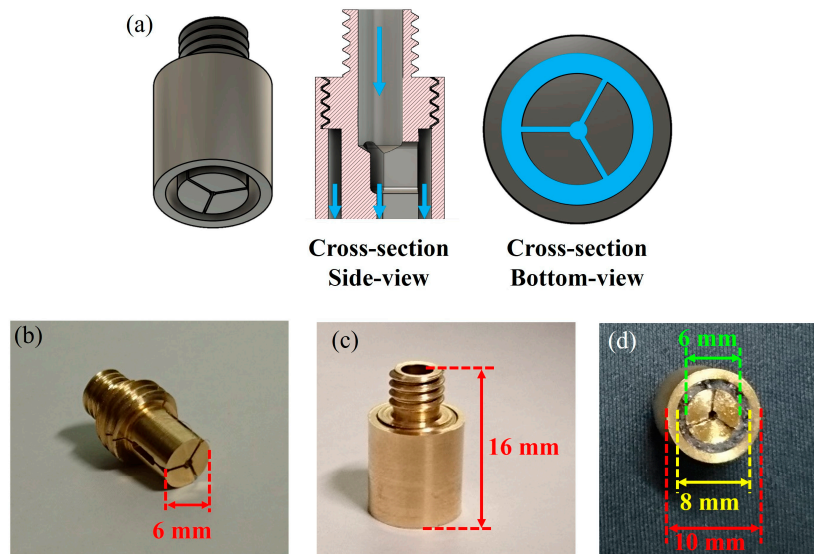 (a)
Cross-section
Side-view
Cross-section
Bottom-view
(b)
6 mm
(c)
16 mm
(d)
6 mm
8 mm
10 mm